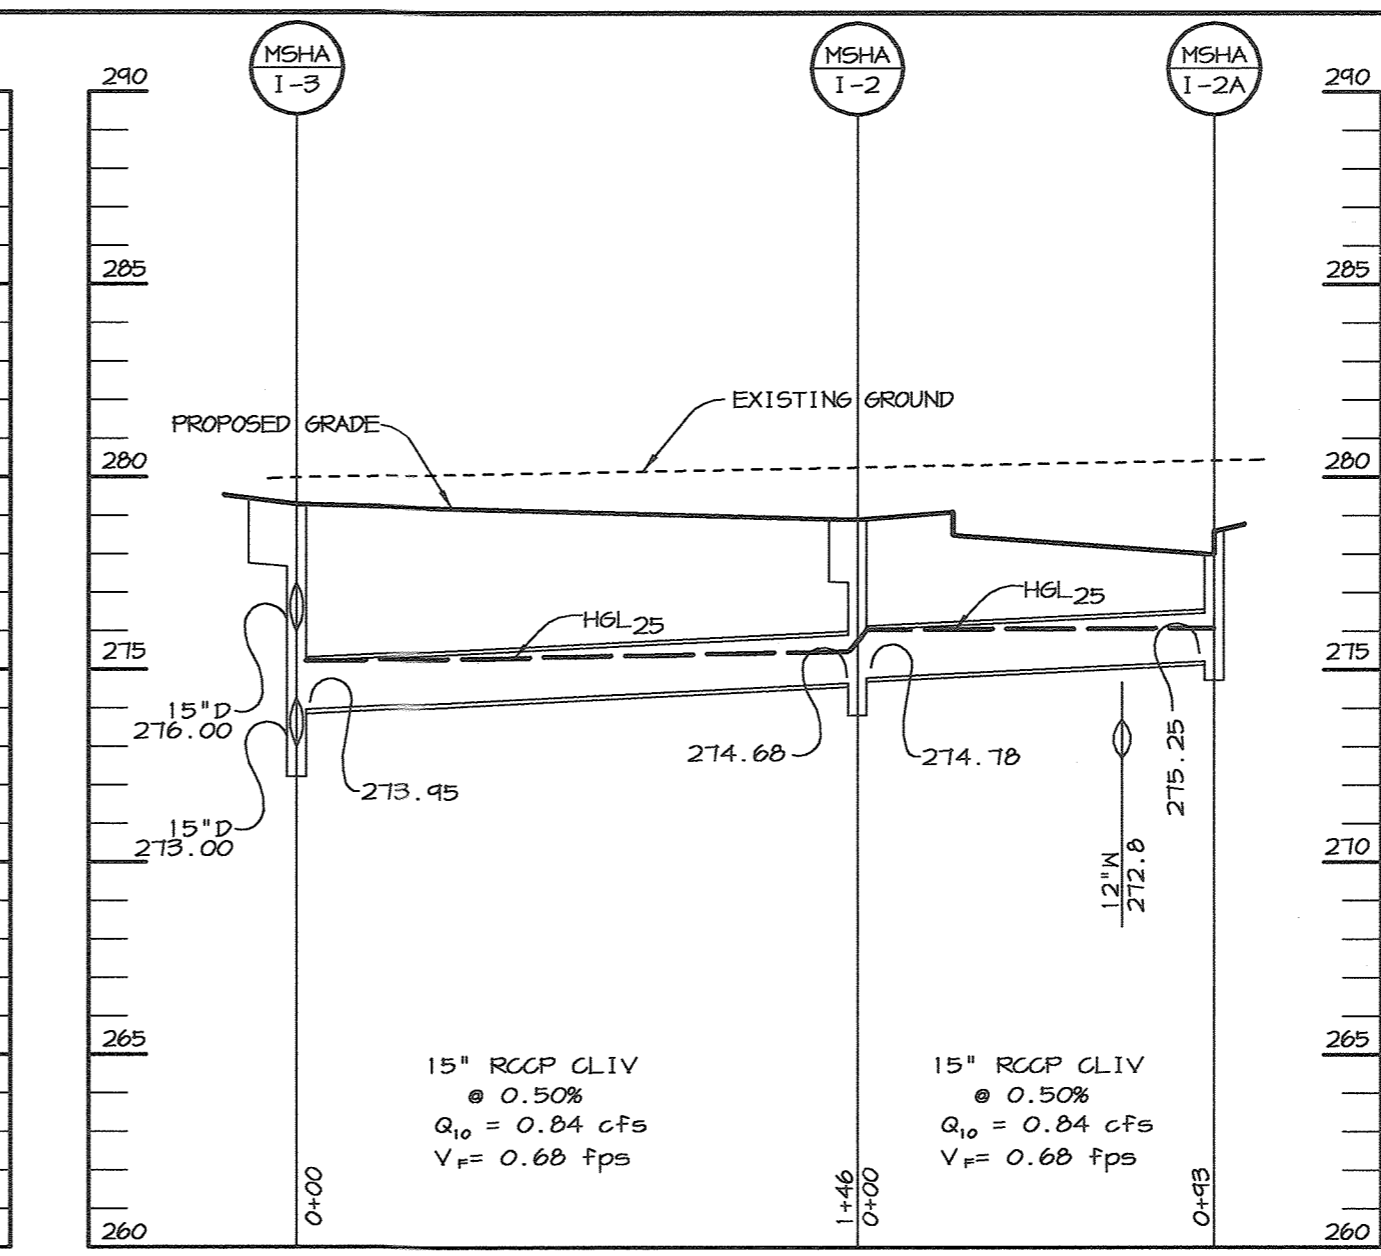 MSHA
I-3
MSHA
I-2
MSHA
I-2A
290
290
285
285
EXISTING GROUND
PROPOSED GRADE
280
280
HGL25
HGL25
275
275
15"D
276.00
274.68
274.78
275.25
273.95
15"D
273.00
12"M
272.8
270
270
265
265
15" RCCP CLIV
@ 0.50%
Q10 = 0.84 cfs
VF= 0.68 fps
15" RCCP CLIV
@ 0.50%
Q10 = 0.84 cfs
VF= 0.68 fps
0+00
1+46
0+00
0+93
260
260